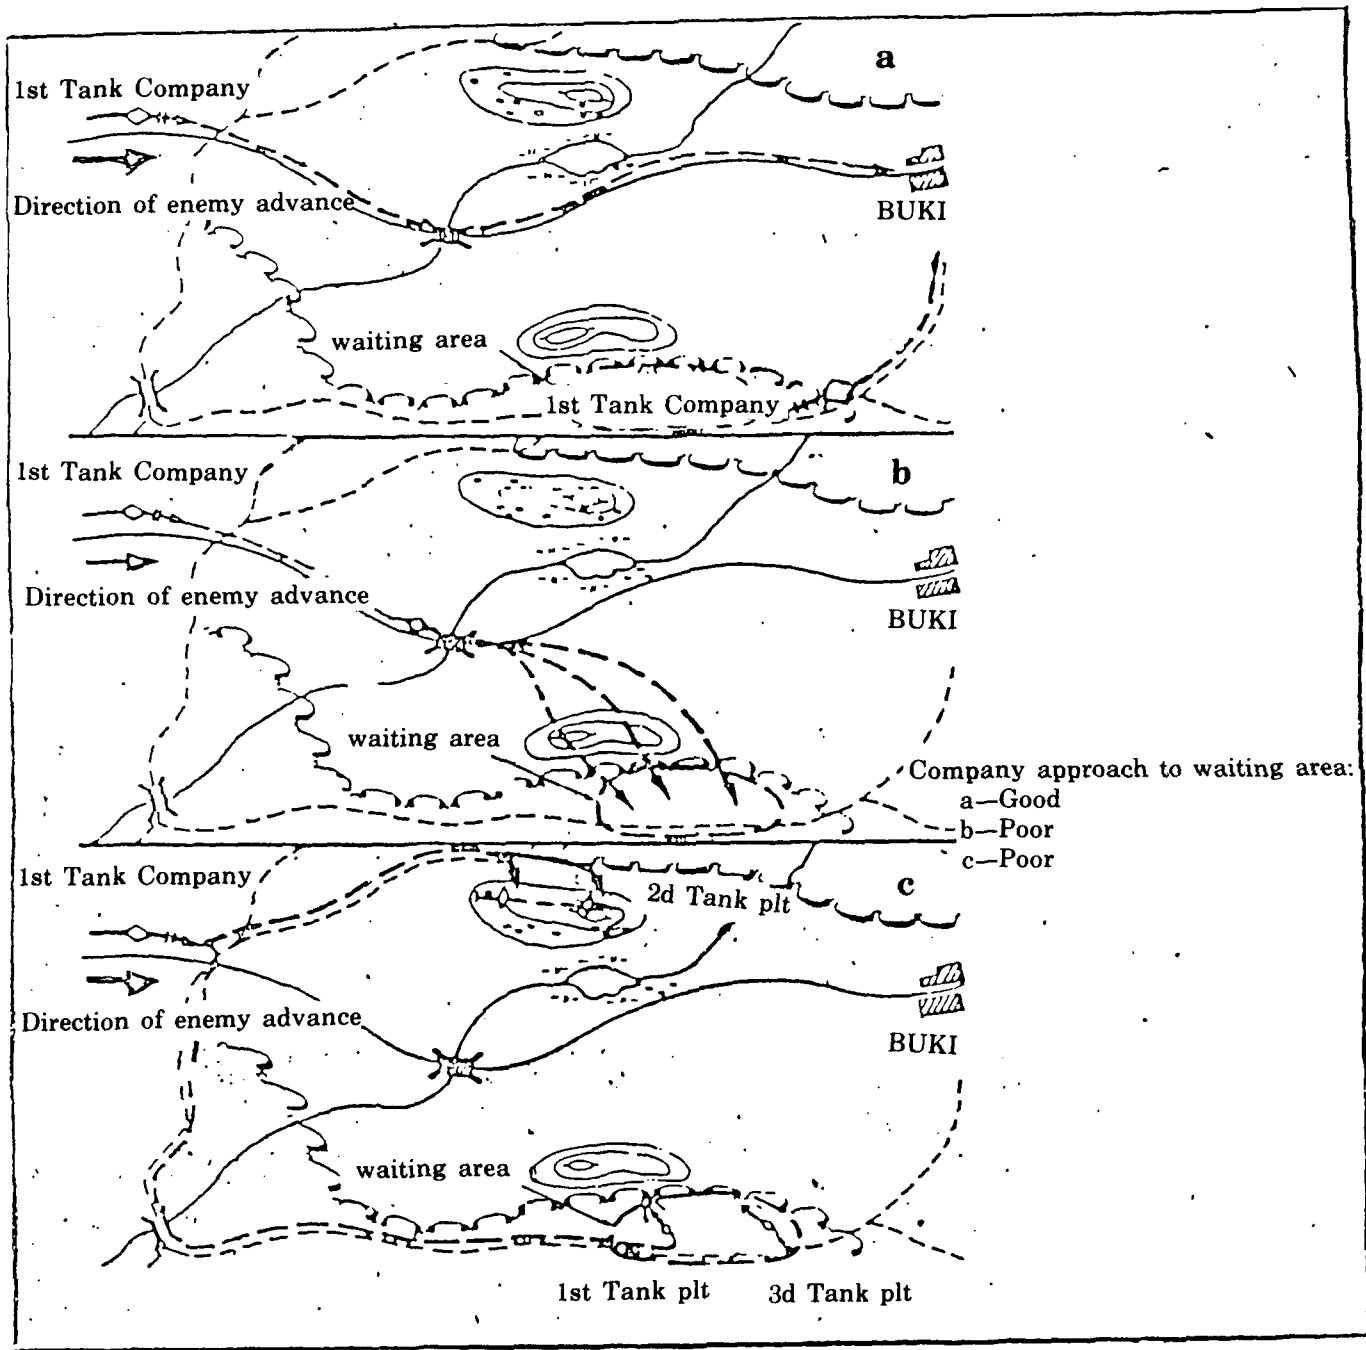 a
1st Tank Company
Direction of enemy advance
BUKI
waiting area
1st Tank Company
1st Tank Company
b
Direction of enemy advance
BUKI
waiting area
Company approach to waiting area:
a—Good
b—Poor
c—Poor
1st Tank Company
2d Tank plt
c
Direction of enemy advance
BUKI
waiting area
1st Tank plt
3d Tank plt